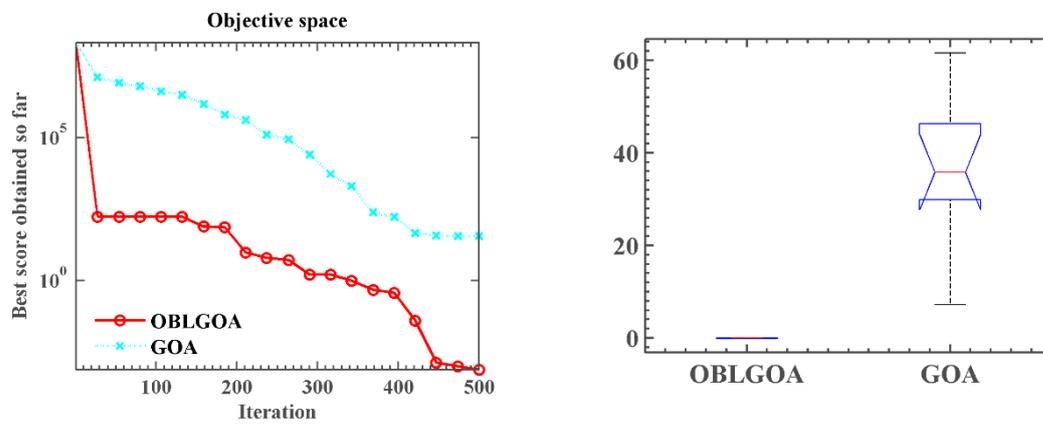 Objective space
Best score obtained so far
10^5
10^0
OBLGOA
GOA
100 200 300 400 500
Iteration
60
40
20
0
OBLGOA GOA